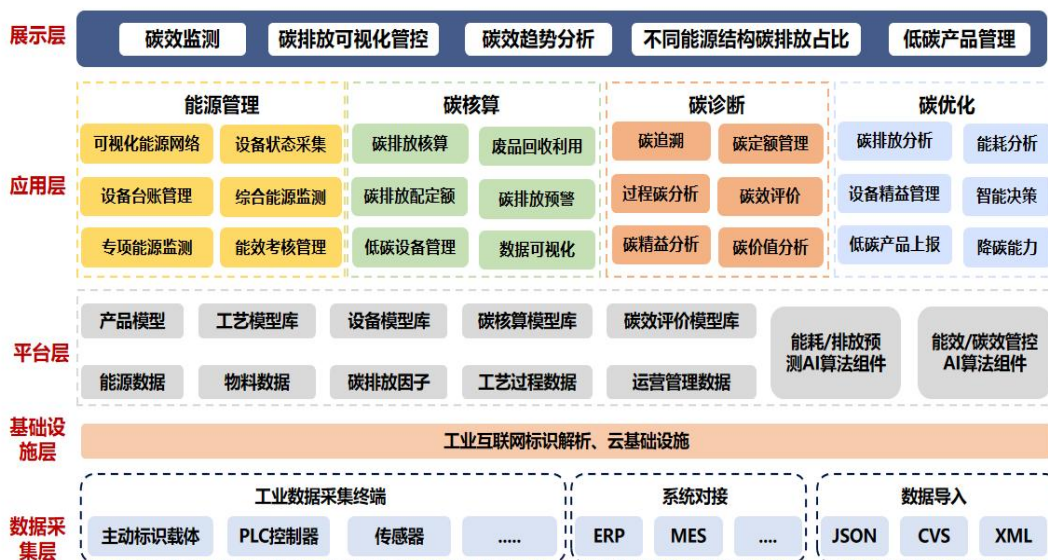 展示层
碳效监测 碳排放可视化管控 碳效趋势分析 不同能源结构碳排放占比 低碳产品管理
应用层
能源管理
可视化能源网络 设备状态采集
设备台账管理 综合能源监测
专项能源监测 能效考核管理
碳核算
碳排放核算 废品回收利用
碳排放配定额 碳排放预警
低碳设备管理 数据可视化
碳诊断
碳追溯 碳定额管理
过程碳分析 碳效评价
碳精益分析 碳价值分析
碳优化
碳排放分析 能耗分析
设备精益管理 智能决策
低碳产品上报 降碳能力
平台层
产品模型 工艺模型库 设备模型库 碳核算模型库 碳效评价模型库
能源数据 物料数据 碳排放因子 工艺过程数据 运营管理数据
能耗/排放预
测AI算法组件
能效/碳效管控
AI算法组件
基础设
施层
工业互联网标识解析、云基础设施
数据采
集层
工业数据采集终端
主动标识载体 PLC控制器 传感器 .....
系统对接
ERP MES ....
数据导入
JSON CVS XML